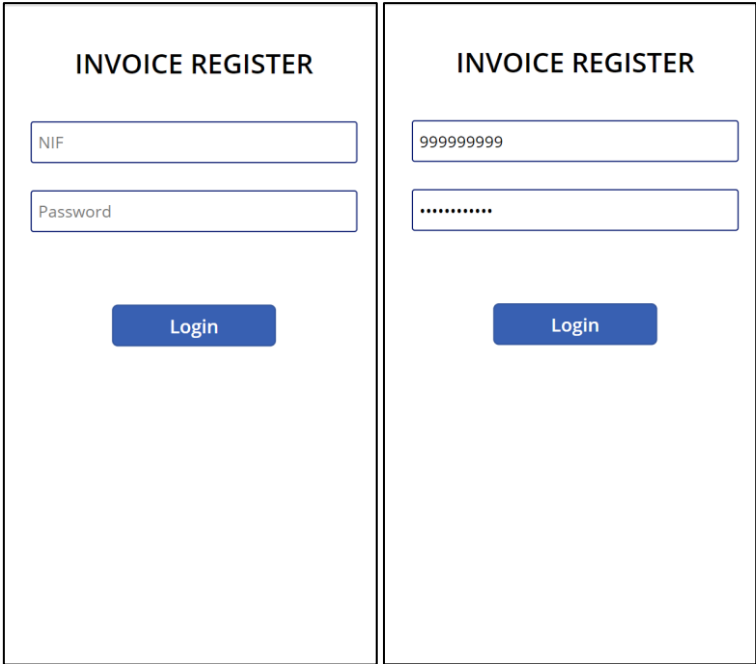 INVOICE REGISTER
NIF
Password
Login
INVOICE REGISTER
999999999
••••••••••••
Login